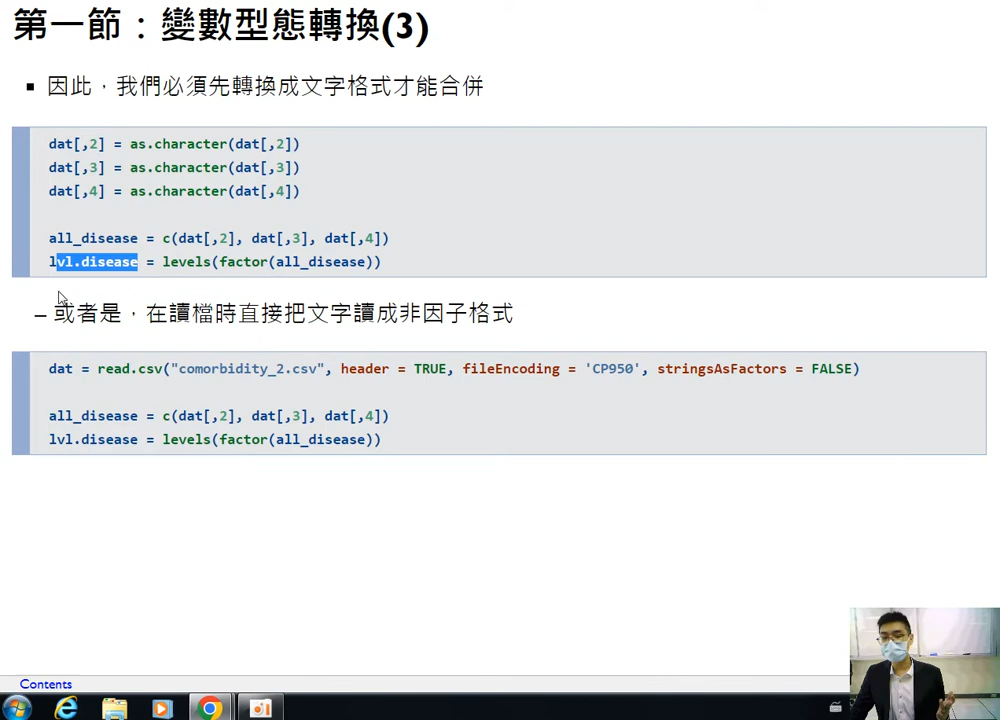 第一節：變數型態轉換(3)
▪ 因此，我們必須先轉換成文字格式才能合併
dat[,2] = as.character(dat[,2])
dat[,3] = as.character(dat[,3])
dat[,4] = as.character(dat[,4])
all_disease = c(dat[,2], dat[,3], dat[,4])
lvl.disease = levels(factor(all_disease))
– 或者是，在讀檔時直接把文字讀成非因子格式
dat = read.csv("comorbidity_2.csv", header = TRUE, fileEncoding = 'CP950', stringsAsFactors = FALSE)
all_disease = c(dat[,2], dat[,3], dat[,4])
lvl.disease = levels(factor(all_disease))
Contents